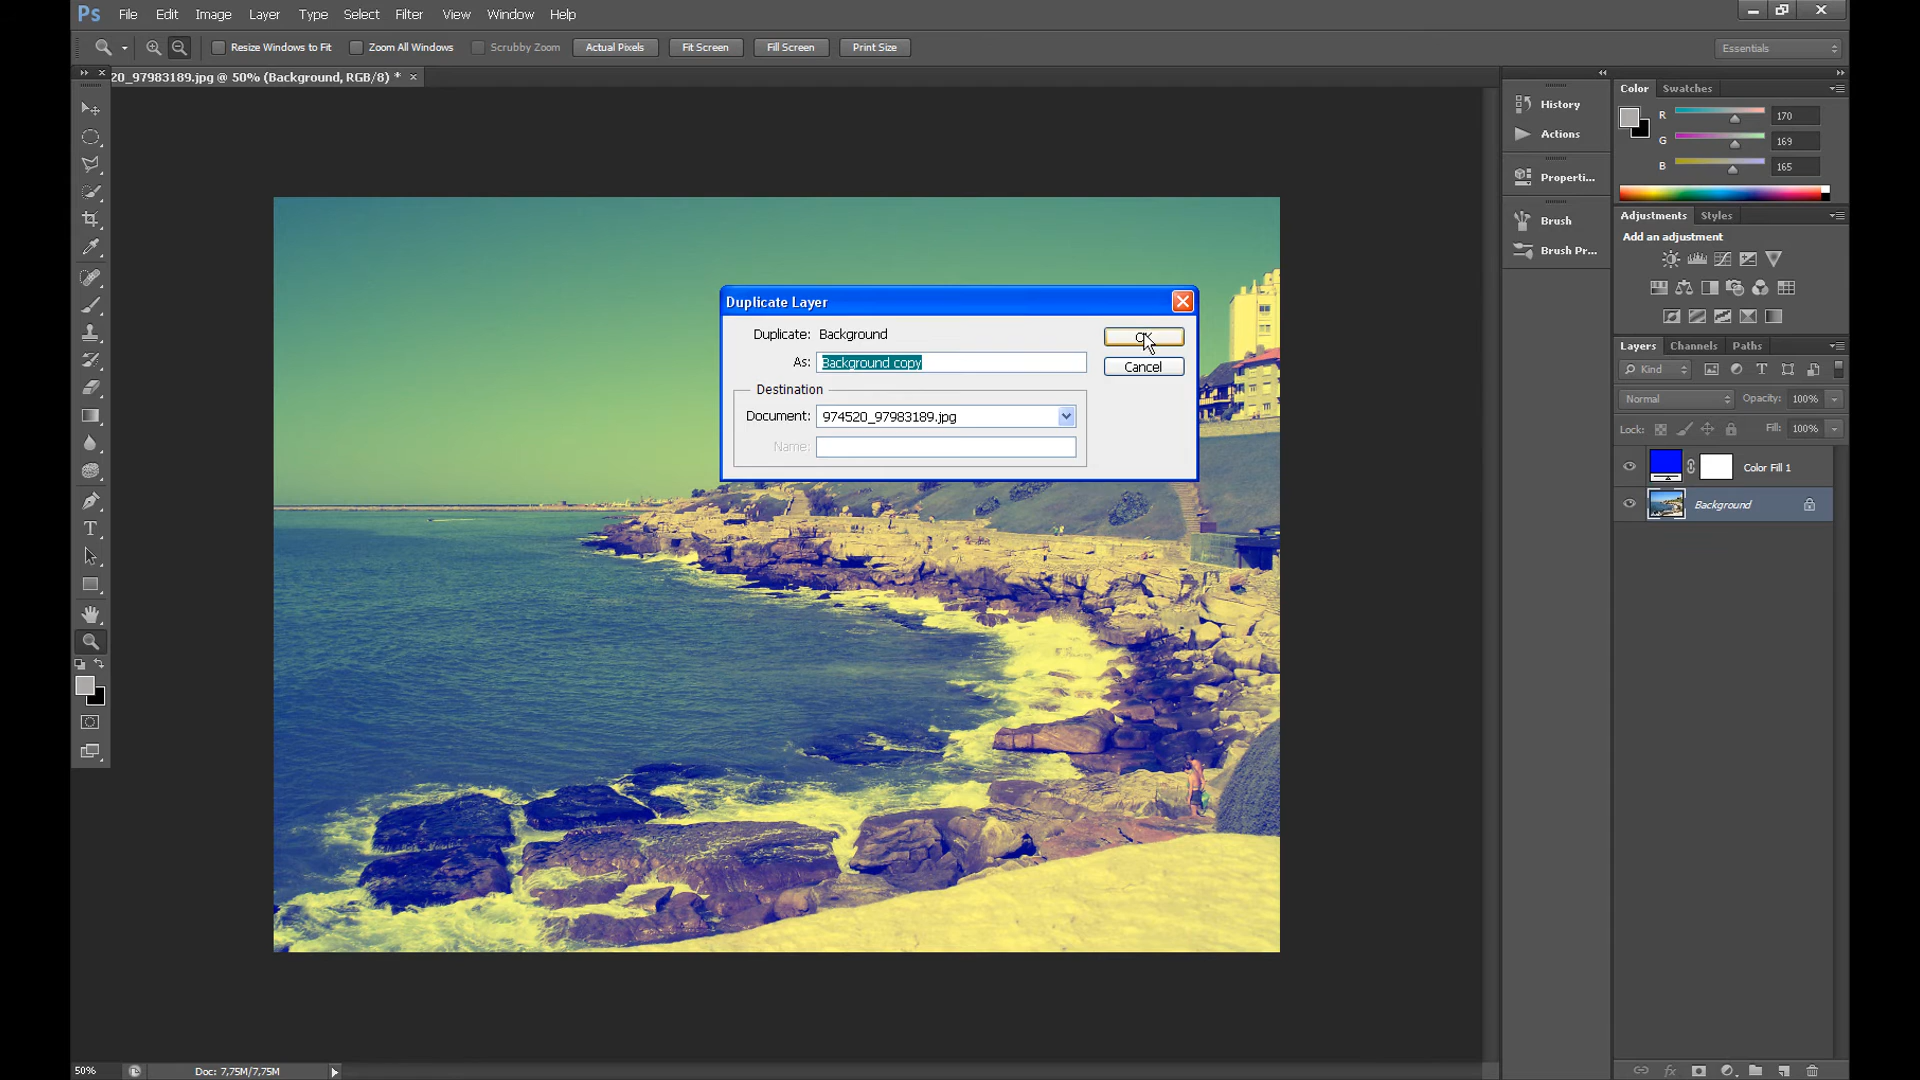 Ps File Edit Image Layer Type Select Filter View Window Help
Resize Windows to Fit Zoom All Windows Scrubby Zoom Actual Pixels Fit Screen Fill Screen Print Size Essentials
20_97983189.jpg @ 50% (Background, RGB/8) *
History
Actions
Properti...
Brush
Brush Pr...
Color Swatches
R 170
G 169
B 165
Adjustments Styles
Add an adjustment
Layers Channels Paths
Kind
Normal Opacity: 100%
Lock: Fill: 100%
Color Fill 1
Background
Duplicate Layer
Duplicate: Background
As: Background copy
OK
Cancel
Destination
Document: 974520_97983189.jpg
Name:
50% Doc: 7,75M/7,75M